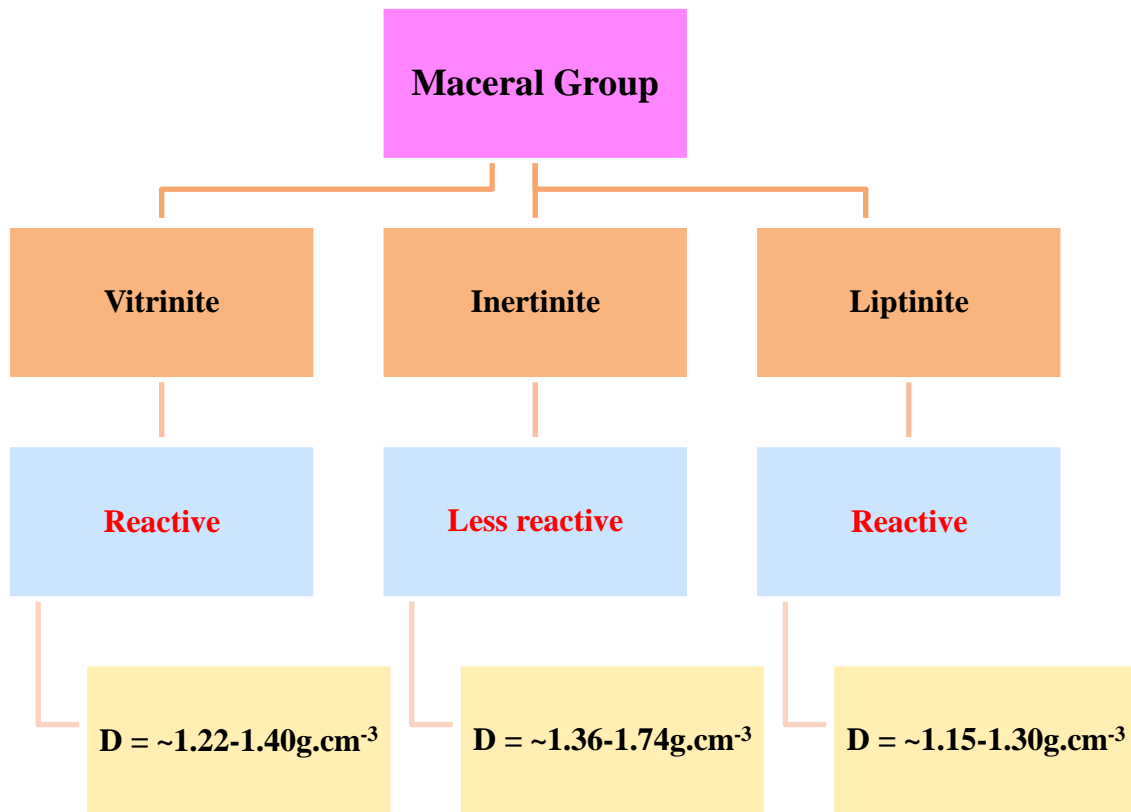 Maceral Group
Vitrinite
Inertinite
Liptinite
Reactive
Less reactive
Reactive
D = ~1.22-1.40g.cm⁻³
D = ~1.36-1.74g.cm⁻³
D = ~1.15-1.30g.cm⁻³